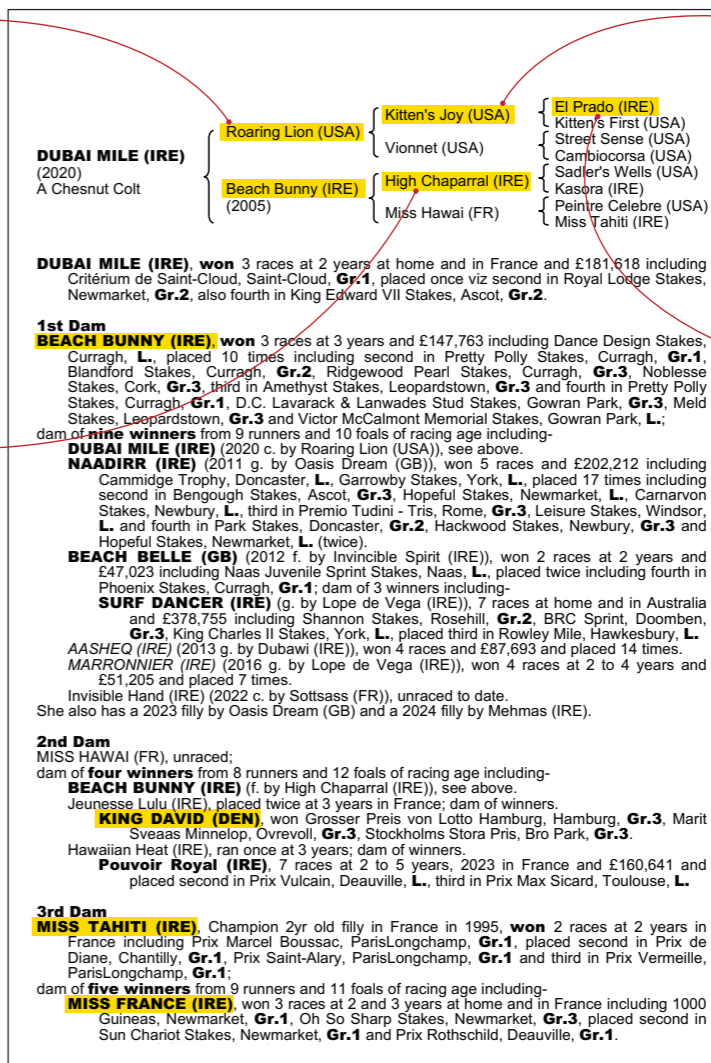 DUBAI MILE (IRE)
(2020)
A Chesnut Colt
Roaring Lion (USA)
Beach Bunny (IRE)
(2005)
Kitten's Joy (USA)
Vionnet (USA)
High Chaparral (IRE)
Miss Hawai (FR)
El Prado (IRE)
Kitten's First (USA)
Street Sense (USA)
Cambiocorsa (USA)
Sadler's Wells (USA)
Kasora (IRE)
Peintre Celebre (USA)
Miss Tahiti (IRE)
DUBAI MILE (IRE), won 3 races at 2 years at home and in France and £181,618 including
Critérium de Saint-Cloud, Saint-Cloud, Gr.1, placed once viz second in Royal Lodge Stakes,
Newmarket, Gr.2, also fourth in King Edward VII Stakes, Ascot, Gr.2.
1st Dam
BEACH BUNNY (IRE), won 3 races at 3 years and £147,763 including Dance Design Stakes,
Curragh, L., placed 10 times including second in Pretty Polly Stakes, Curragh, Gr.1,
Blandford Stakes, Curragh, Gr.2, Ridgewood Pearl Stakes, Curragh, Gr.3, Noblesse
Stakes, Cork, Gr.3, third in Amethyst Stakes, Leopardstown, Gr.3 and fourth in Pretty Polly
Stakes, Curragh, Gr.1, D.C. Lavarack & Lanwades Stud Stakes, Gowran Park, Gr.3, Meld
Stakes, Leopardstown, Gr.3 and Victor McCalmont Memorial Stakes, Gowran Park, L.;
dam of nine winners from 9 runners and 10 foals of racing age including-
DUBAI MILE (IRE) (2020 c. by Roaring Lion (USA)), see above.
NAADIRR (IRE) (2011 g. by Oasis Dream (GB)), won 5 races and £202,212 including
Cammidge Trophy, Doncaster, L., Garrowby Stakes, York, L., placed 17 times including
second in Bengough Stakes, Ascot, Gr.3, Hopeful Stakes, Newmarket, L., Carnarvon
Stakes, Newbury, L., third in Premio Tudini - Tris, Rome, Gr.3, Leisure Stakes, Windsor,
L. and fourth in Park Stakes, Doncaster, Gr.2, Hackwood Stakes, Newbury, Gr.3 and
Hopeful Stakes, Newmarket, L. (twice).
BEACH BELLE (GB) (2012 f. by Invincible Spirit (IRE)), won 2 races at 2 years and
£47,023 including Naas Juvenile Sprint Stakes, Naas, L., placed twice including fourth in
Phoenix Stakes, Curragh, Gr.1; dam of 3 winners including-
SURF DANCER (IRE) (g. by Lope de Vega (IRE)), 7 races at home and in Australia
and £378,755 including Shannon Stakes, Rosehill, Gr.2, BRC Sprint, Doomben,
Gr.3, King Charles II Stakes, York, L., placed third in Rowley Mile, Hawkesbury, L.
AASHEQ (IRE) (2013 g. by Dubawi (IRE)), won 4 races and £87,693 and placed 14 times.
MARRONNIER (IRE) (2016 g. by Lope de Vega (IRE)), won 4 races at 2 to 4 years and
£51,205 and placed 7 times.
Invisible Hand (IRE) (2022 c. by Sottsass (FR)), unraced to date.
She also has a 2023 filly by Oasis Dream (GB) and a 2024 filly by Mehmas (IRE).
2nd Dam
MISS HAWAI (FR), unraced;
dam of four winners from 8 runners and 12 foals of racing age including-
BEACH BUNNY (IRE) (f. by High Chaparral (IRE)), see above.
Jeunesse Lulu (IRE), placed twice at 3 years in France; dam of winners.
KING DAVID (DEN), won Grosser Preis von Lotto Hamburg, Hamburg, Gr.3, Marit
Sveaas Minnelop, Ovrevoll, Gr.3, Stockholms Stora Pris, Bro Park, Gr.3.
Hawaiian Heat (IRE), ran once at 3 years; dam of winners.
Pouvoir Royal (IRE), 7 races at 2 to 5 years, 2023 in France and £160,641 and
placed second in Prix Vulcain, Deauville, L., third in Prix Max Sicard, Toulouse, L.
3rd Dam
MISS TAHITI (IRE), Champion 2yr old filly in France in 1995, won 2 races at 2 years in
France including Prix Marcel Boussac, ParisLongchamp, Gr.1, placed second in Prix de
Diane, Chantilly, Gr.1, Prix Saint-Alary, ParisLongchamp, Gr.1 and third in Prix Vermeille,
ParisLongchamp, Gr.1;
dam of five winners from 9 runners and 11 foals of racing age including-
MISS FRANCE (IRE), won 3 races at 2 and 3 years at home and in France including 1000
Guineas, Newmarket, Gr.1, Oh So Sharp Stakes, Newmarket, Gr.3, placed second in
Sun Chariot Stakes, Newmarket, Gr.1 and Prix Rothschild, Deauville, Gr.1.